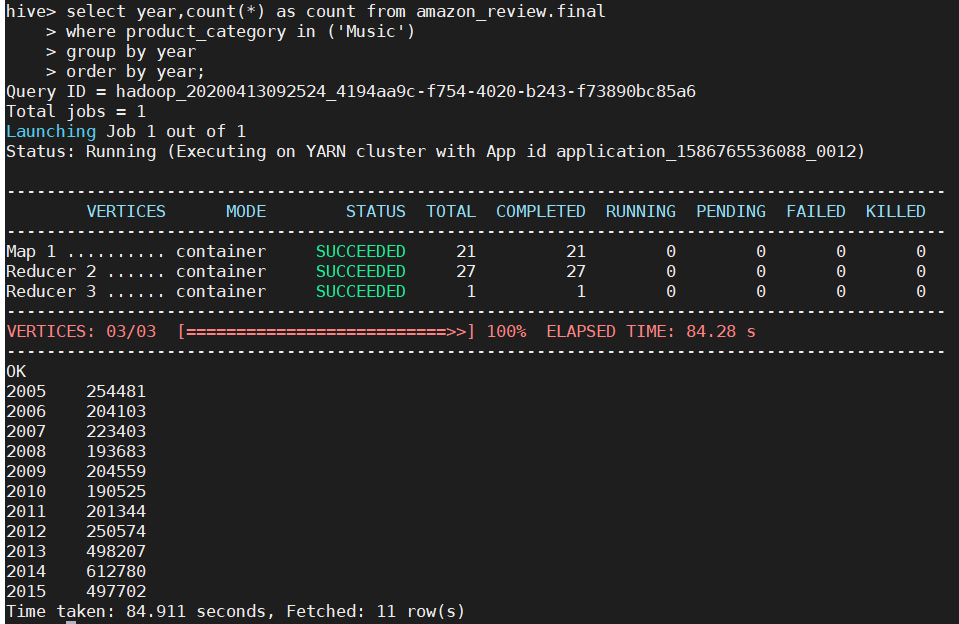 hive> select year,count(*) as count from amazon_review.final
    > where product_category in ('Music')
    > group by year
    > order by year;
Query ID = hadoop_20200413092524_4194aa9c-f754-4020-b243-f73890bc85a6
Total jobs = 1
Launching Job 1 out of 1
Status: Running (Executing on YARN cluster with App id application_1586765536088_0012)
----------------------------------------------------------------------------------------------
        VERTICES      MODE        STATUS  TOTAL  COMPLETED  RUNNING  PENDING  FAILED  KILLED
----------------------------------------------------------------------------------------------
Map 1 .......... container     SUCCEEDED     21         21        0        0       0       0
Reducer 2 ...... container     SUCCEEDED     27         27        0        0       0       0
Reducer 3 ...... container     SUCCEEDED      1          1        0        0       0       0
----------------------------------------------------------------------------------------------
VERTICES: 03/03  [==========================>>] 100%  ELAPSED TIME: 84.28 s
----------------------------------------------------------------------------------------------
OK
2005    254481
2006    204103
2007    223403
2008    193683
2009    204559
2010    190525
2011    201344
2012    250574
2013    498207
2014    612780
2015    497702
Time taken: 84.911 seconds, Fetched: 11 row(s)